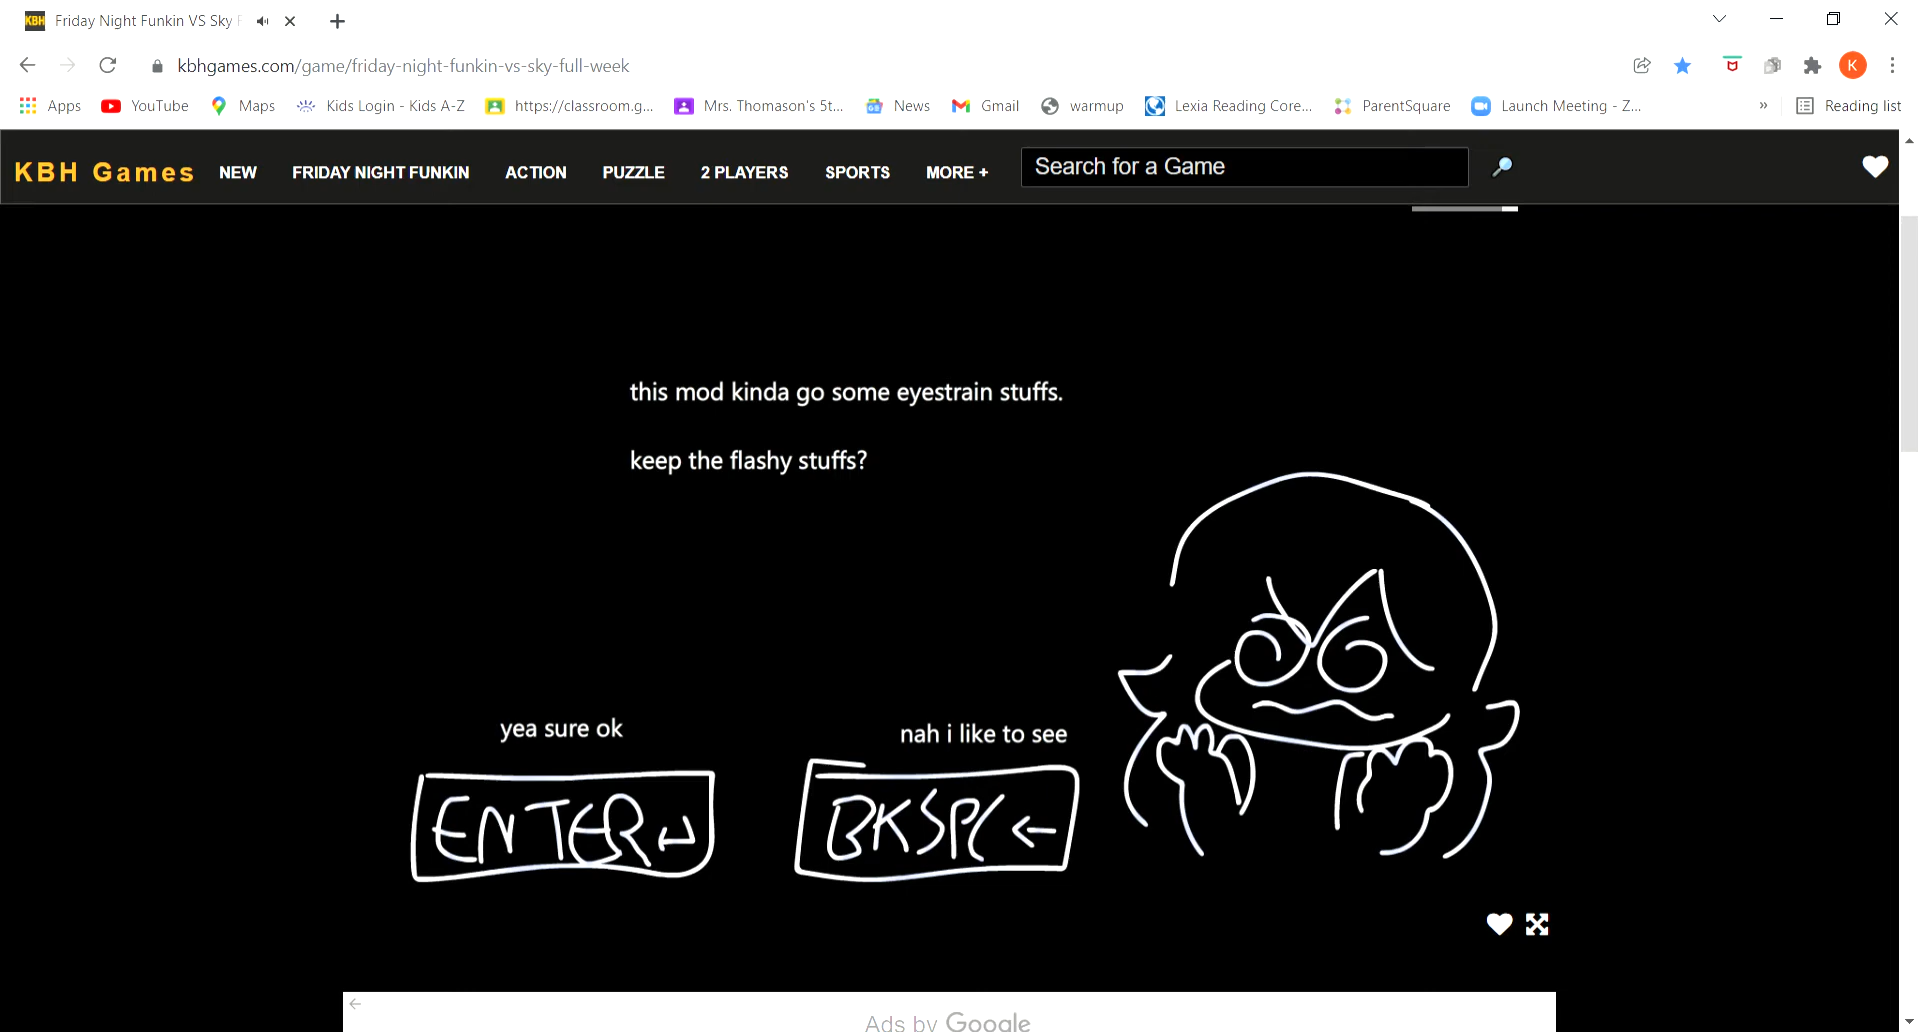 KBH Friday Night Funkin VS Sky
kbhgames.com/game/friday-night-funkin-vs-sky-full-week
K
Apps YouTube Maps Kids Login - Kids A-Z https://classroom.g... Mrs. Thomason's 5t... News Gmail warmup Lexia Reading Core... ParentSquare Launch Meeting - Z... » Reading list
KBH Games NEW FRIDAY NIGHT FUNKIN ACTION PUZZLE 2 PLAYERS SPORTS MORE + Search for a Game
this mod kinda go some eyestrain stuffs.
keep the flashy stuffs?
yea sure ok nah i like to see
ENTER BKSPC
Ads by Google